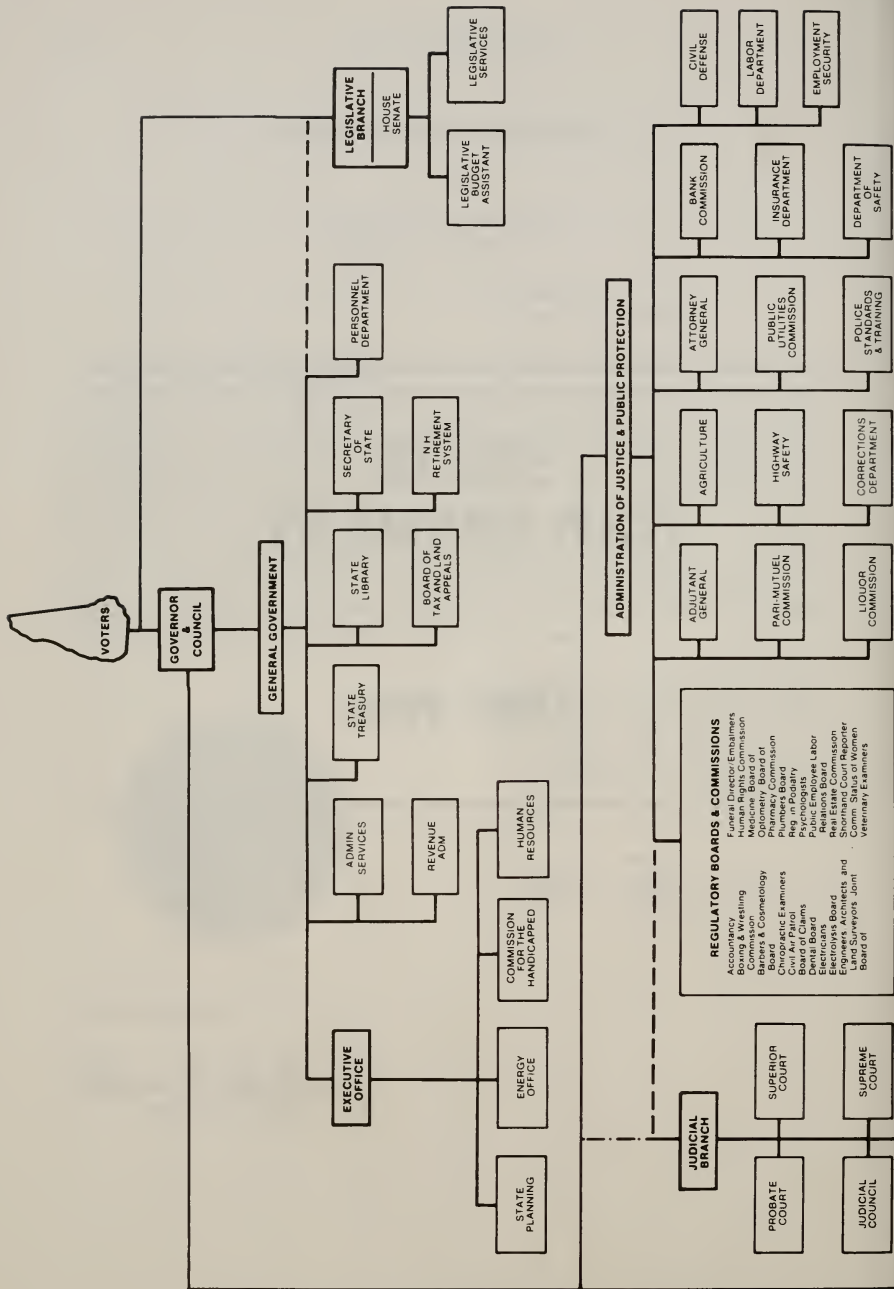 VOTERS
GOVERNOR
&
COUNCIL
LEGISLATIVE
BRANCH
HOUSE
SENATE
LEGISLATIVE
BUDGET
ASSISTANT
LEGISLATIVE
SERVICES
GENERAL GOVERNMENT
EXECUTIVE
OFFICE
ADMIN
SERVICES
REVENUE
ADM
STATE
TREASURY
STATE
LIBRARY
BOARD OF
TAX AND LAND
APPEALS
SECRETARY
OF
STATE
NH
RETIREMENT
SYSTEM
PERSONNEL
DEPARTMENT
STATE
PLANNING
ENERGY
OFFICE
COMMISSION
FOR THE
HANDICAPPED
HUMAN
RESOURCES
ADMINISTRATION OF JUSTICE & PUBLIC PROTECTION
JUDICIAL
BRANCH
PROBATE
COURT
SUPERIOR
COURT
JUDICIAL
COUNCIL
SUPREME
COURT
REGULATORY BOARDS & COMMISSIONS
Accountancy
Boxing & Wrestling
Commission
Barbers & Cosmetology
Board
Chiropractic Examiners
Civil Air Patrol
Board of Claims
Dental Board
Electricians
Electrolysis Board
Engineers, Architects and
Land Surveyors Joint
Board of
Funeral Director/Embalmers
Human Rights Commission
Medicine Board of
Optometry Board of
Pharmacy Commission
Plumbers Board
Reg in Podiatry
Psychologists
Public Employee Labor
Relations Board
Real Estate Commission
Shorthand Court Reporter
Comm Status of Women
Veterinary Examiners
ADJUTANT
GENERAL
PARI-MUTUEL
COMMISSION
LIQUOR
COMMISSION
AGRICULTURE
HIGHWAY
SAFETY
CORRECTIONS
DEPARTMENT
ATTORNEY
GENERAL
PUBLIC
UTILITIES
COMMISSION
POLICE
STANDARDS
& TRAINING
BANK
COMMISSION
INSURANCE
DEPARTMENT
DEPARTMENT
OF
SAFETY
CIVIL
DEFENSE
LABOR
DEPARTMENT
EMPLOYMENT
SECURITY